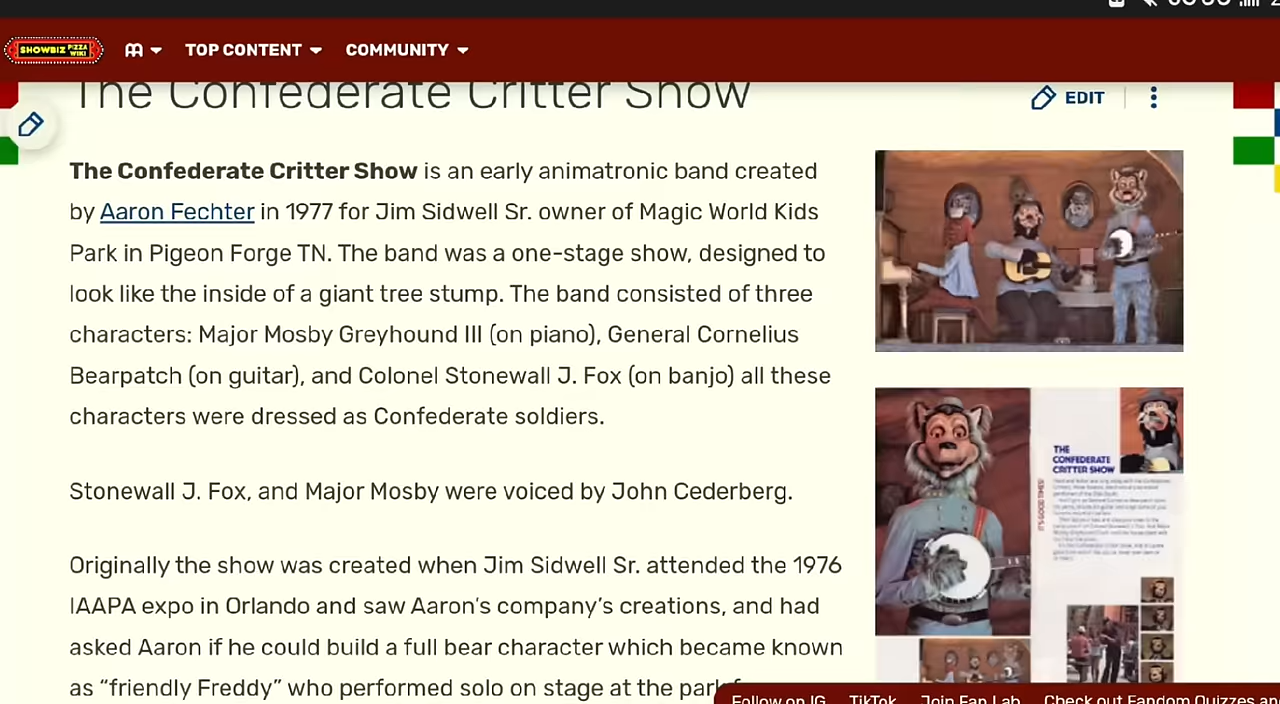 SHOWBIZ PIZZA
WIKI
TOP CONTENT
COMMUNITY
The Confederate Critter Show
EDIT
The Confederate Critter Show is an early animatronic band created
by Aaron Fechter in 1977 for Jim Sidwell Sr. owner of Magic World Kids
Park in Pigeon Forge TN. The band was a one-stage show, designed to
look like the inside of a giant tree stump. The band consisted of three
characters: Major Mosby Greyhound III (on piano), General Cornelius
Bearpatch (on guitar), and Colonel Stonewall J. Fox (on banjo) all these
characters were dressed as Confederate soldiers.
Stonewall J. Fox, and Major Mosby were voiced by John Cederberg.
Originally the show was created when Jim Sidwell Sr. attended the 1976
IAAPA expo in Orlando and saw Aaron's company's creations, and had
asked Aaron if he could build a full bear character which became known
as “friendly Freddy” who performed solo on stage at the park
THE
CONFEDERATE
CRITTER SHOW
IT'S GOOD TIMES!
Follow on IG TikTok Join Fan Lab Check out Fandom Quizzes